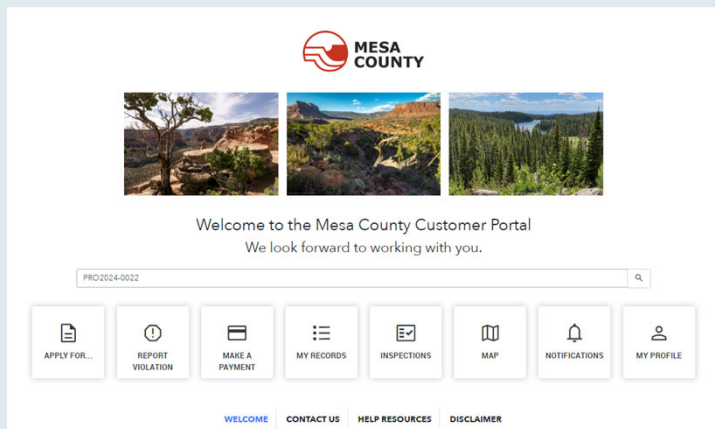 MESA
COUNTY
Welcome to the Mesa County Customer Portal
We look forward to working with you.
PRO2024-0022
APPLY FOR...
REPORT
VIOLATION
MAKE A
PAYMENT
MY RECORDS
INSPECTIONS
MAP
NOTIFICATIONS
MY PROFILE
WELCOME CONTACT US HELP RESOURCES DISCLAIMER